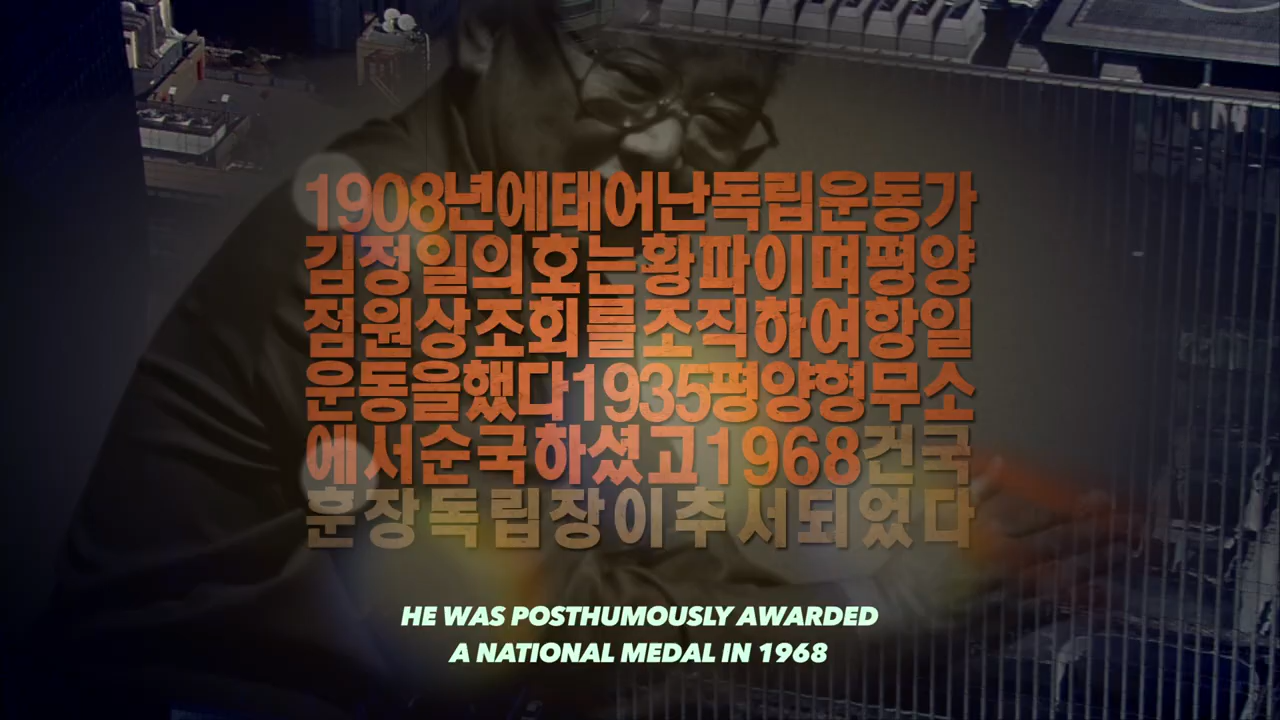 1908년에태어난독립운동가
김정일의호는황파이며평양
점원상조회를조직하여항일
운동을했다1935평양형무소
에서순국하셨고1968건국
훈장독립장이추서되었다
HE WAS POSTHUMOUSLY AWARDED
A NATIONAL MEDAL IN 1968